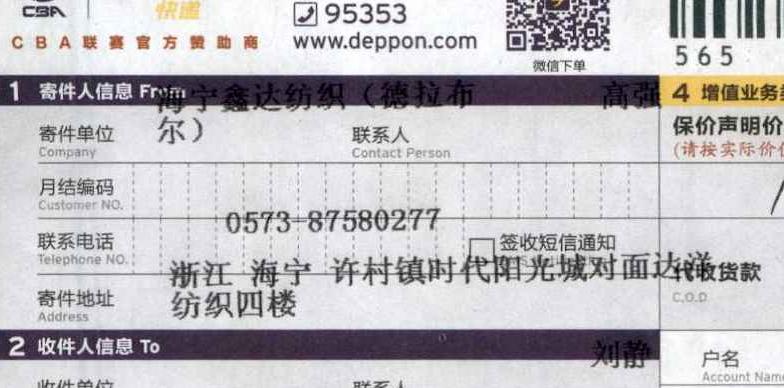 CBA 快递
95353
CBA联赛官方赞助商
www.deppon.com
微信下单
565
1 寄件人信息 From
海宁鑫达纺织（德拉布尔）
高强
4 增值业务
寄件单位
Company
联系人
Contact Person
保价声明价
(请按实际价
月结编码
Customer NO.
0573-87580277
联系电话
Telephone NO.
签收短信通知
浙江 海宁 许村镇时代阳光城对面达洋
纺织四楼
代收货款
C.O.D
寄件地址
Address
2 收件人信息 To
刘静
户名
Account Name
收件单位
联系人